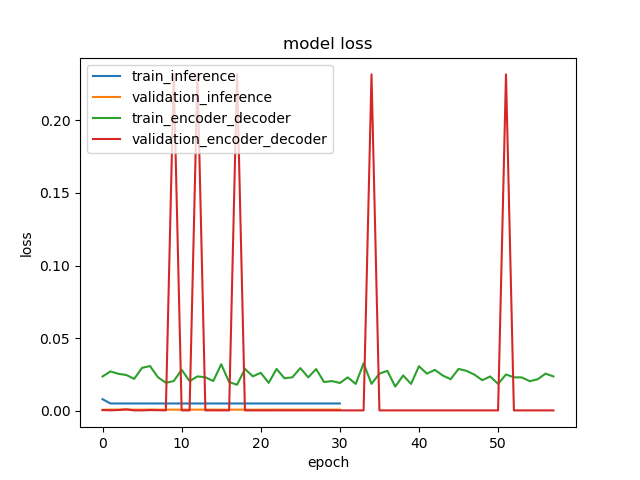 model loss
train_inference
validation_inference
train_encoder_decoder
validation_encoder_decoder
loss
0.20
0.15
0.10
0.05
0.00
0 10 20 30 40 50
epoch